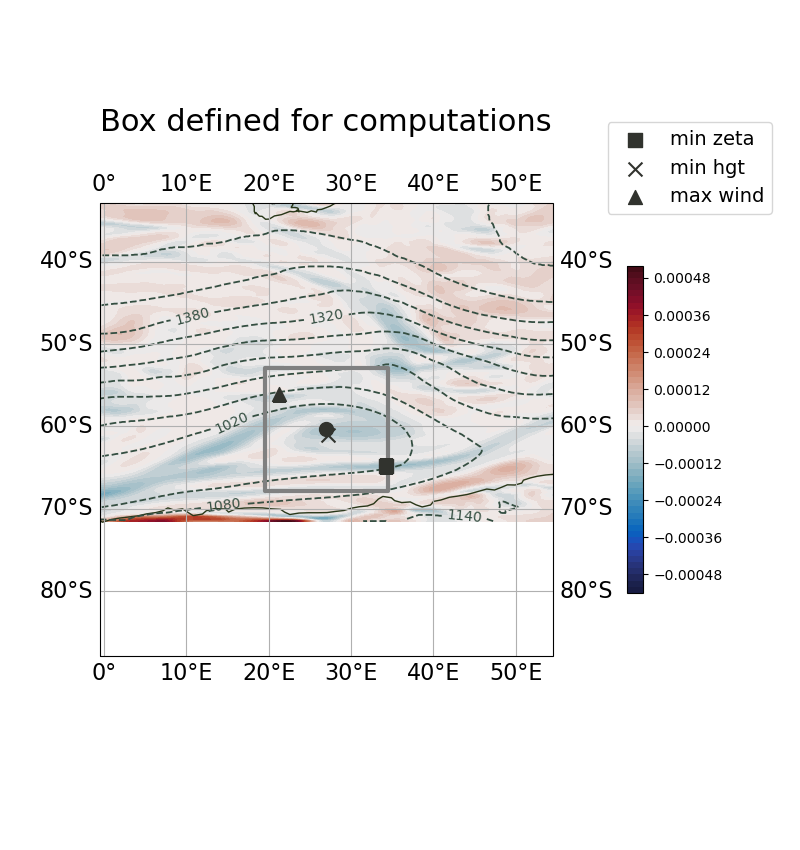 Box defined for computations
min zeta
min hgt
max wind
0° 10°E 20°E 30°E 40°E 50°E
40°S 40°S
50°S 50°S
60°S 60°S
70°S 70°S
80°S 80°S
0° 10°E 20°E 30°E 40°E 50°E
1380
1320
1020
1080
1140
0.00048
0.00036
0.00024
0.00012
0.00000
−0.00012
−0.00024
−0.00036
−0.00048